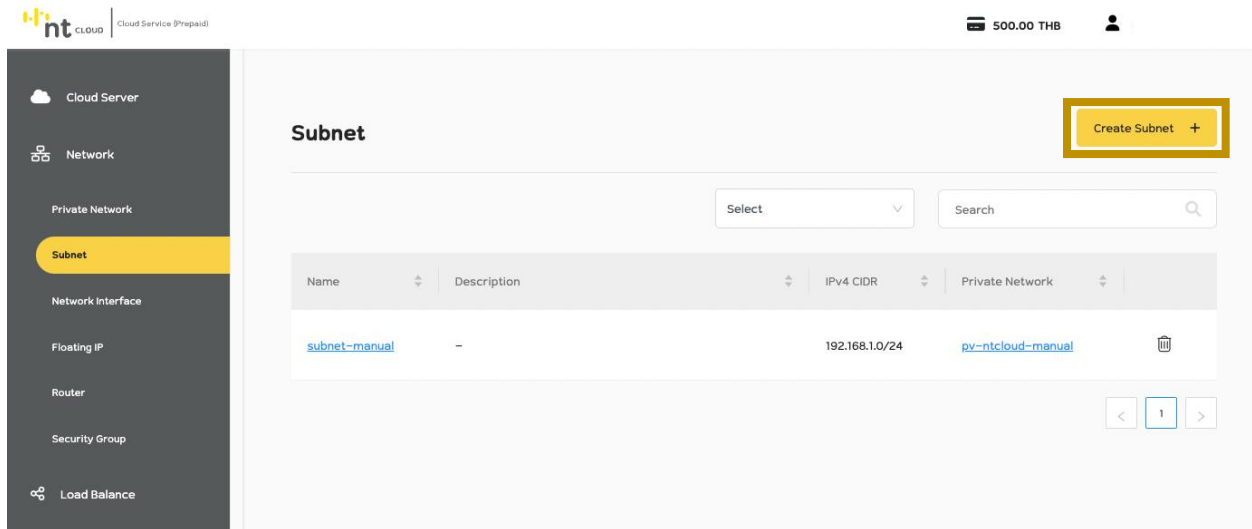 nt CLOUD Cloud Service (Prepaid)
500.00 THB
Cloud Server
Network
Private Network
Subnet
Network Interface
Floating IP
Router
Security Group
Load Balance
Subnet
Create Subnet +
Select
Search
Name Description IPv4 CIDR Private Network
subnet-manual - 192.168.1.0/24 pv-ntcloud-manual
< 1 >